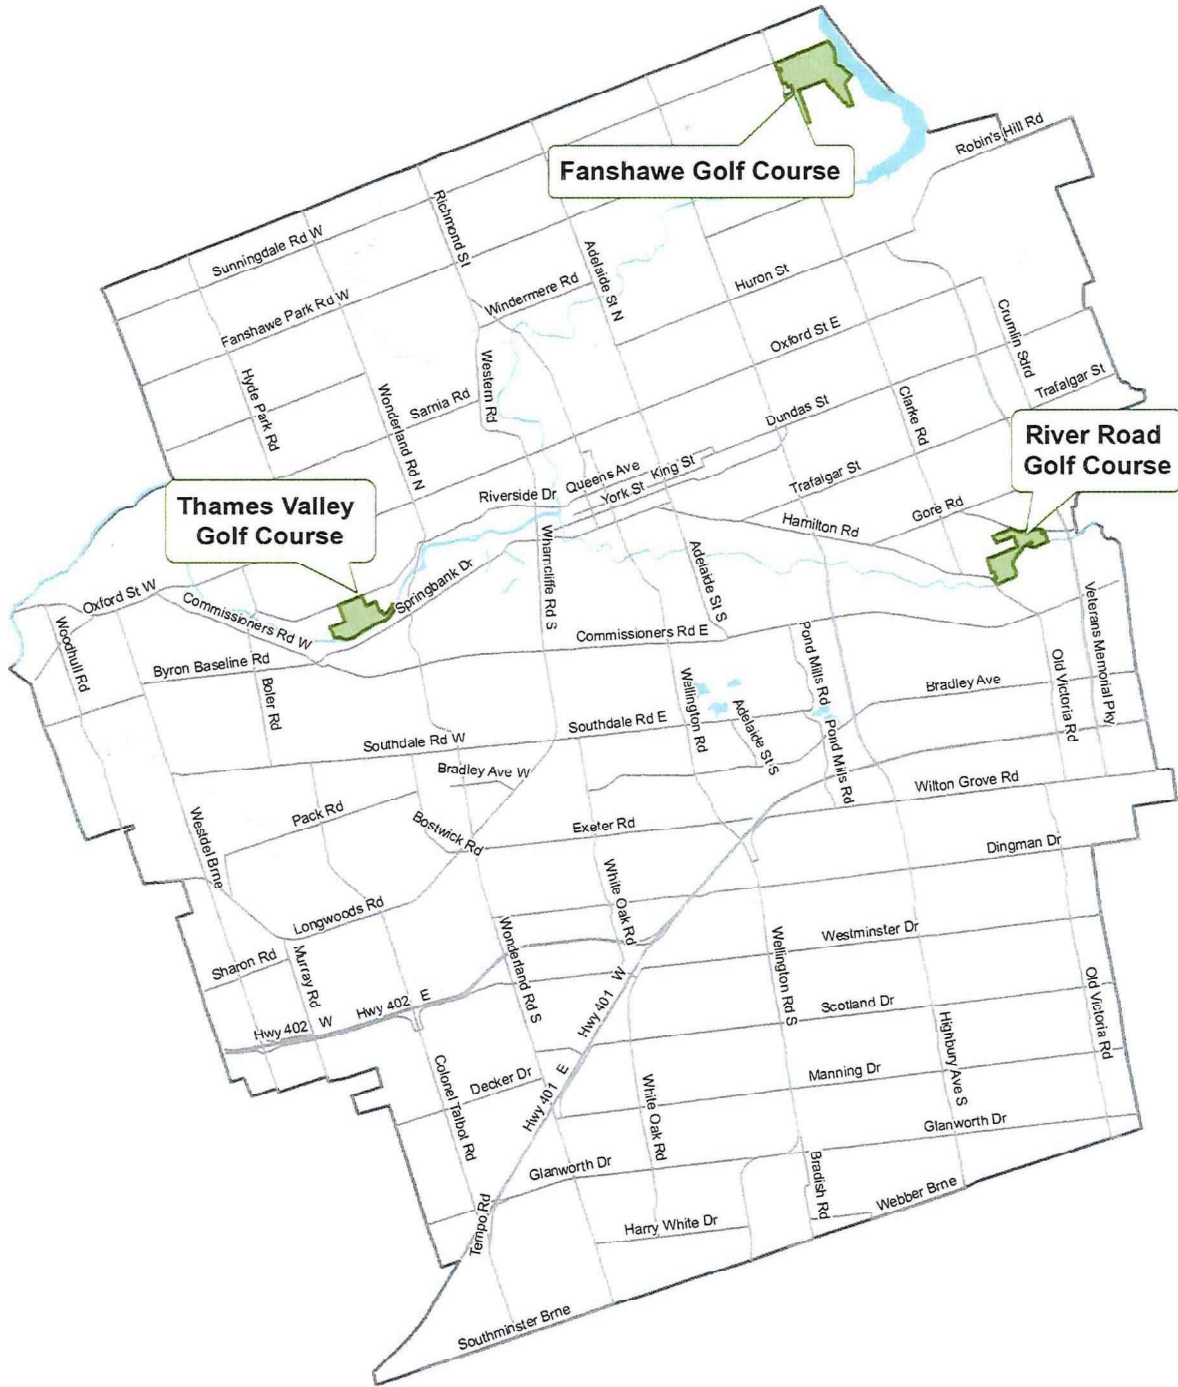 Fanshawe Golf Course
Robin's Hill Rd
Richmond St
Sunningdale Rd W
Adelaide St N
Windermere Rd
Huron St
Fanshawe Park Rd W
Oxford St E
Crumlin Sdrd
Hyde Park Rd
Western Rd
Wonderland Rd N
Sarnia Rd
Dundas St
Clarke Rd
Trafalgar St
River Road
Golf Course
Queens Ave
King St
York St
Riverside Dr
Trafalgar St
Gore Rd
Hamilton Rd
Thames Valley
Golf Course
Wharncliffe Rd S
Adelaide St S
Springbank Dr
Oxford St W
Commissioners Rd W
Commissioners Rd E
Woodhull Rd
Byron Baseline Rd
Boler Rd
Pond Mills Rd
Veterans Memorial Pky
Old Victoria Rd
Bradley Ave
Wellington Rd
Adelaide St S
Southdale Rd E
Southdale Rd W
Pond Mills Rd
Bradley Ave W
Wilton Grove Rd
Pack Rd
Bostwick Rd
Exeter Rd
Westdel Brne
Dingman Dr
White Oak Rd
Longwoods Rd
Westminster Dr
Wonderland Rd S
Wellington Rd S
Sharon Rd
Murray Rd
Hwy 401 W
Hwy 402 E
Hwy 402 W
Scotland Dr
Old Victoria Rd
Highbury Ave S
Manning Dr
Decker Dr
Hwy 401 E
Colonel Talbot Rd
White Oak Rd
Glanworth Dr
Glanworth Dr
Bradish Rd
Webber Brne
Tempo Rd
Harry White Dr
Southminster Brne